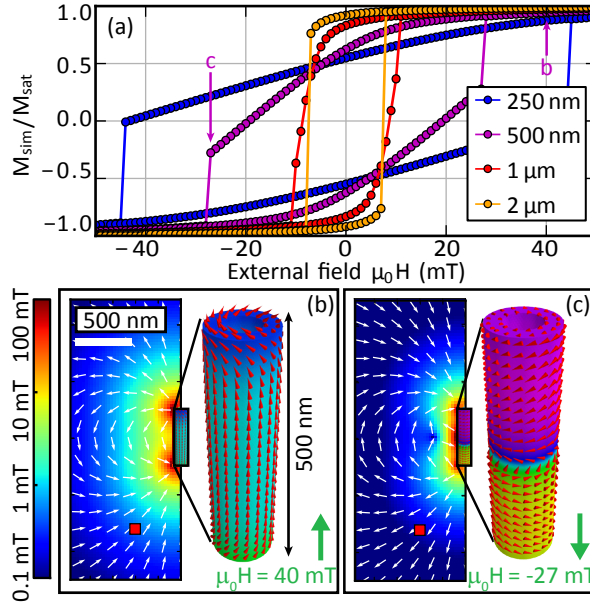 (a)
1.0
0.5
0.0
−0.5
−1.0
M_sim/M_sat
c
b
250 nm
500 nm
1 μm
2 μm
−40
−20
0
20
40
External field μ₀H (mT)
100 mT
10 mT
1 mT
0.1 mT
500 nm
(b)
500 nm
μ₀H = 40 mT
(c)
μ₀H = -27 mT